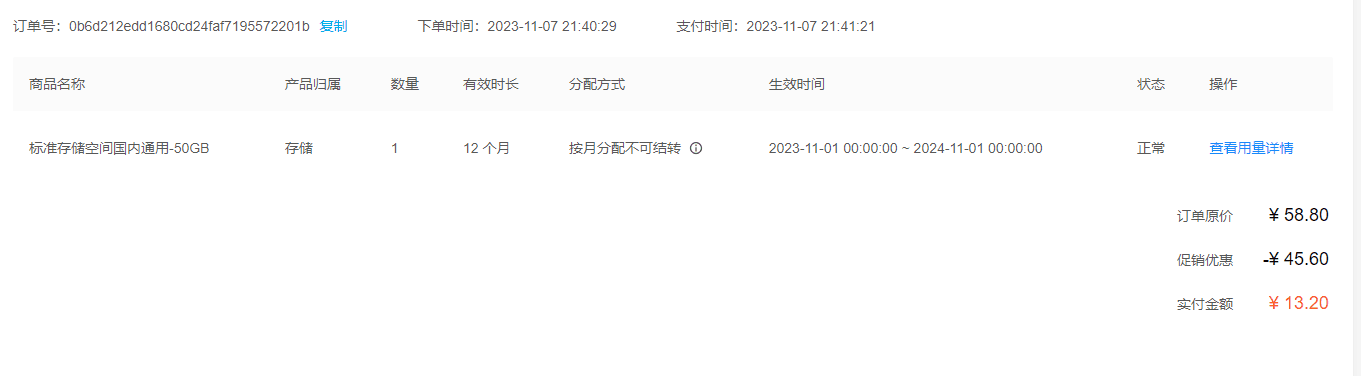 订单号：0b6d212edd1680cd24faf7195572201b 复制 下单时间：2023-11-07 21:40:29 支付时间：2023-11-07 21:41:21
商品名称 产品归属 数量 有效时长 分配方式 生效时间 状态 操作
标准存储空间国内通用-50GB 存储 1 12 个月 按月分配不可结转 2023-11-01 00:00:00 ~ 2024-11-01 00:00:00 正常 查看用量详情
订单原价 ¥ 58.80
促销优惠 -¥ 45.60
实付金额 ¥ 13.20